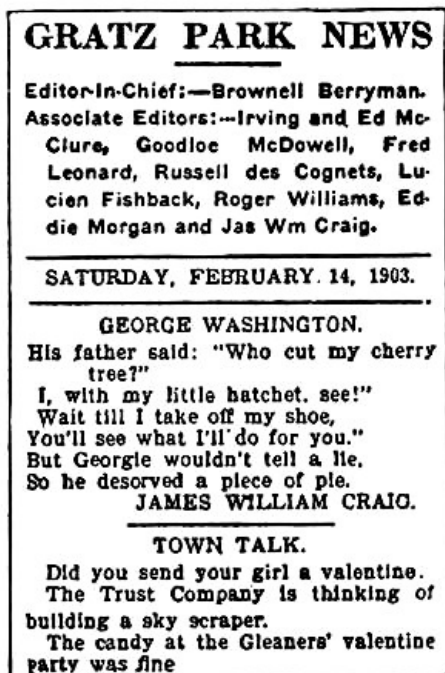 GRATZ PARK NEWS
Editor-In-Chief:—Brownell Berryman.
Associate Editors:—Irving and Ed Mc-
Clure, Goodloe McDowell, Fred
Leonard, Russell des Cognets, Lu-
cien Fishback, Roger Williams, Ed-
die Morgan and Jas Wm Craig.
SATURDAY, FEBRUARY. 14, 1903.
GEORGE WASHINGTON.
His father said: "Who cut my cherry
tree?"
I, with my little hatchet. see!"
Wait till I take off my shoe,
You'll see what I'll do for you."
But Georgie wouldn't tell a lie,
So he desorved a piece of pie.
JAMES WILLIAM CRAIG.
TOWN TALK.
Did you send your girl a valentine.
The Trust Company is thinking of
building a sky scraper.
The candy at the Gleaners' valentine
party was fine